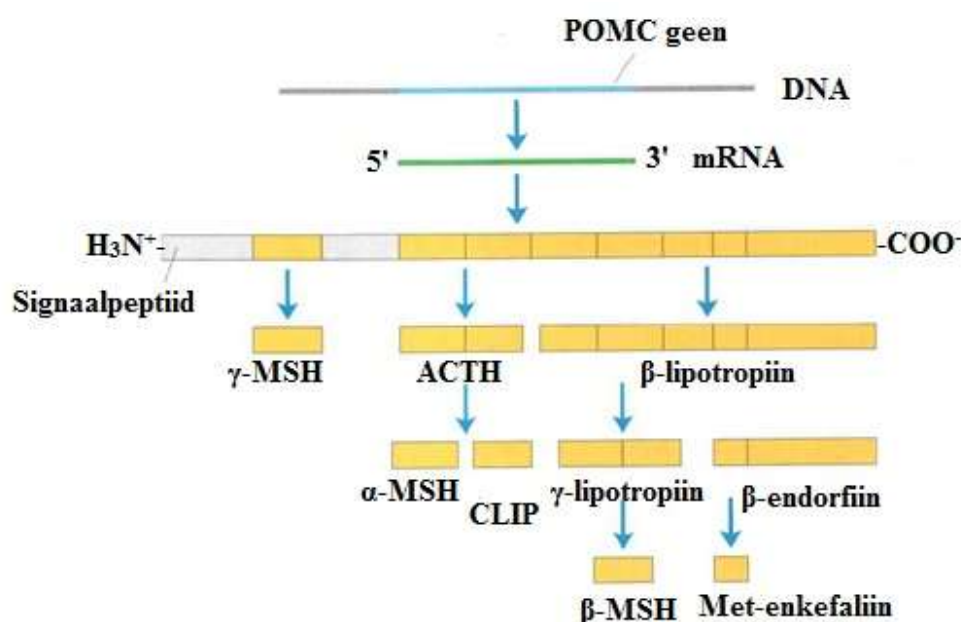 POMC geen
DNA
5' 3' mRNA
H₃N⁺- -COO⁻
Signaalpeptiid
γ-MSH ACTH β-lipotropiin
α-MSH γ-lipotropiin β-endorfiin
CLIP
β-MSH Met-enkefaliin